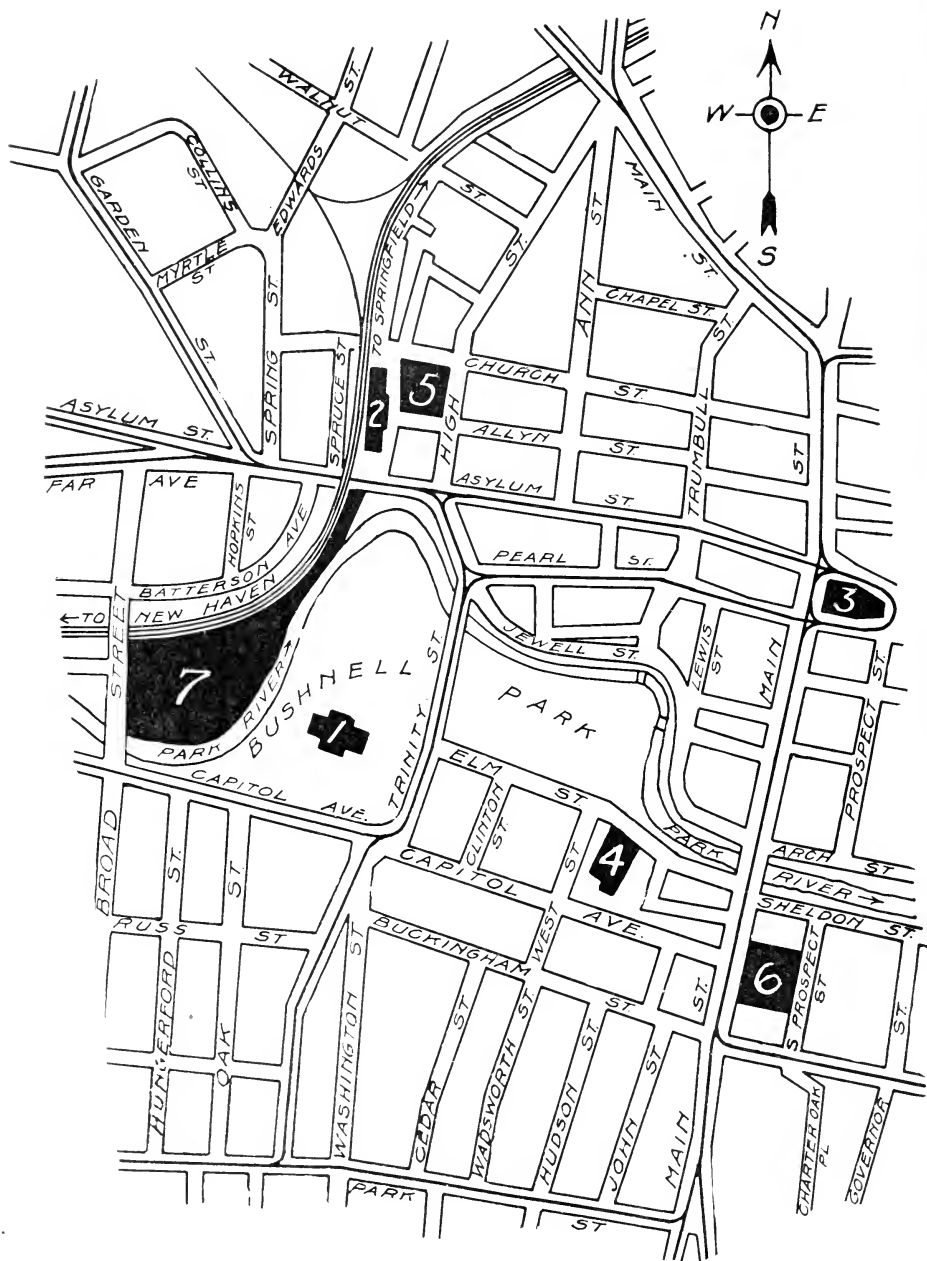 N
W E
S
WALNUT ST.
COLLINS ST
EDWARDS
GARDEN
ST.
MYRTLE ST
SPRING ST
SPRUCE ST
TO SPRINGFIELD →
ST.
ST.
ANN ST
MAIN ST.
CHAPEL ST.
CHURCH ST.
TRUMBULL ST.
5
2
HIGH
ALLYN ST.
ASYLUM ST.
ASYLUM ST.
ST
FAR AVE
HOPKINS ST
BATTERSON AVE
← TO NEW HAVEN
PEARL ST.
3
JEWELL ST.
LEWIS ST
MAIN
PROSPECT ST.
STREET
7
PARK RIVER →
BUSHNELL
PARK
1
TRINITY ST.
CAPITOL AVE.
ELM ST.
CLINTON ST.
4
PARK
RIVER →
ARCH ST
CAPITOL AVE.
WEST ST
SHELDON ST.
BROAD
RUSS ST
HUNGERFORD ST.
OAK ST
WASHINGTON ST
BUCKINGHAM ST.
6
S PROSPECT ST
CEDAR ST
WADSWORTH ST.
HUDSON ST.
JOHN ST
MAIN ST.
CHARTER OAK PL
GOVERNOR ST.
PARK ST